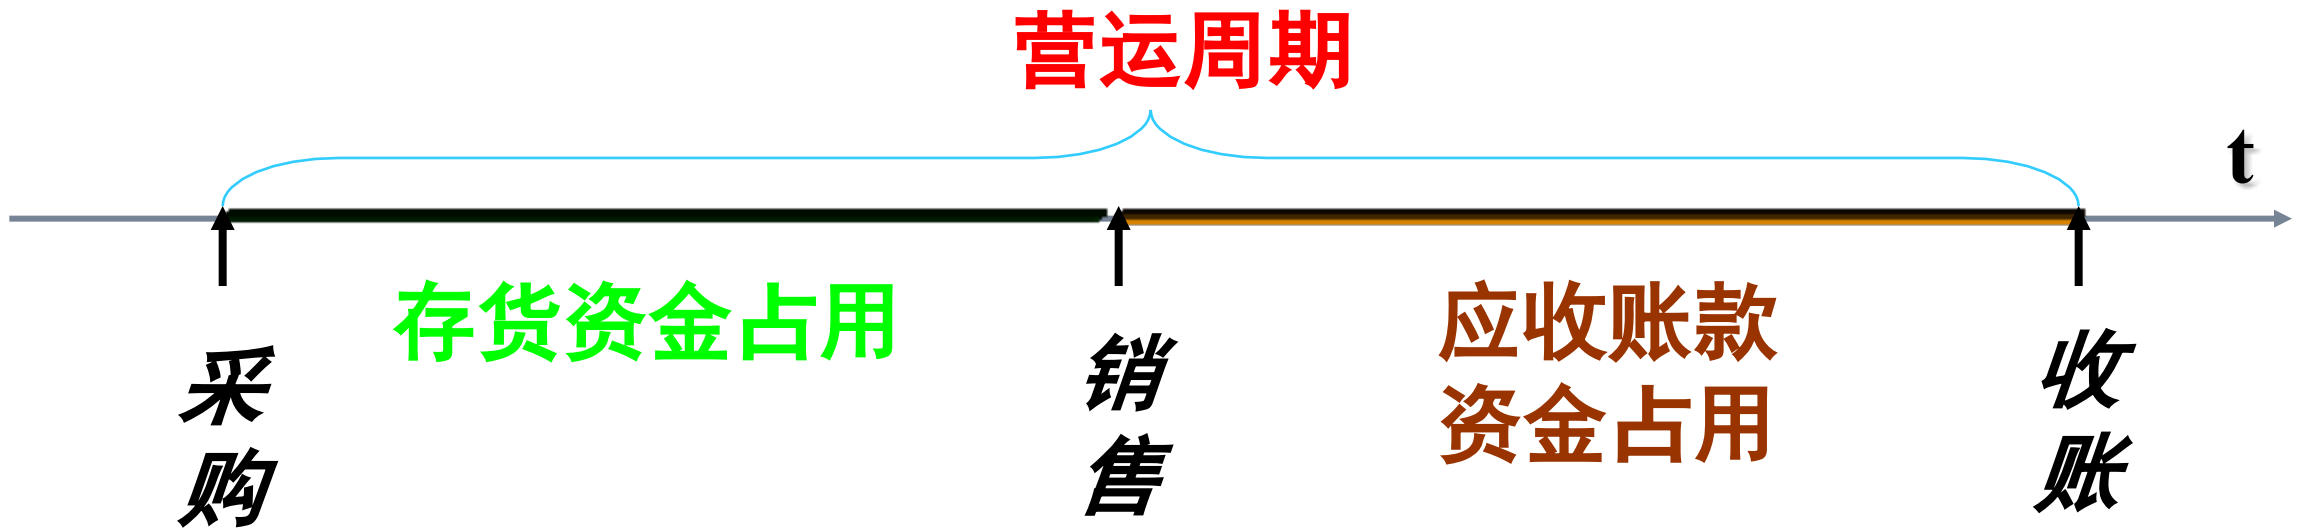 营运周期
t
存货资金占用
应收账款
资金占用
采购
销售
收账